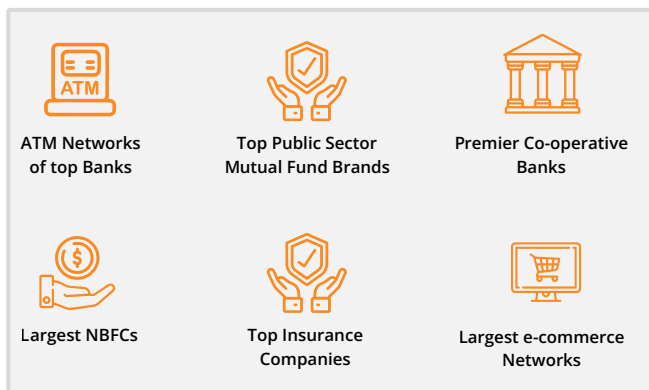 ATM
ATM Networks
of top Banks
Top Public Sector
Mutual Fund Brands
Premier Co-operative
Banks
$
Largest NBFCs
Top Insurance
Companies
Largest e-commerce
Networks